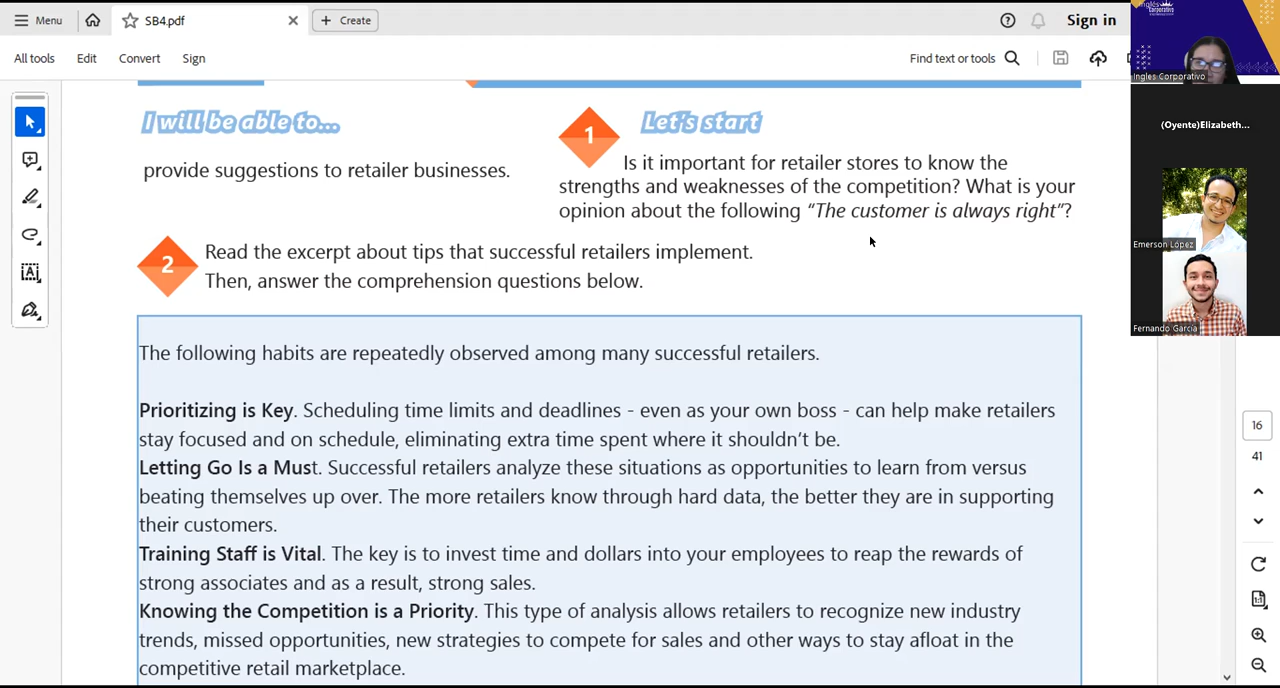 Menu
SB4.pdf
Create
Sign in
All tools
Edit
Convert
Sign
Find text or tools
I will be able to...
provide suggestions to retailer businesses.
1
Let's start
Is it important for retailer stores to know the
strengths and weaknesses of the competition? What is your
opinion about the following "The customer is always right"?
2
Read the excerpt about tips that successful retailers implement.
Then, answer the comprehension questions below.
The following habits are repeatedly observed among many successful retailers.
Prioritizing is Key. Scheduling time limits and deadlines - even as your own boss - can help make retailers
stay focused and on schedule, eliminating extra time spent where it shouldn't be.
Letting Go Is a Must. Successful retailers analyze these situations as opportunities to learn from versus
beating themselves up over. The more retailers know through hard data, the better they are in supporting
their customers.
Training Staff is Vital. The key is to invest time and dollars into your employees to reap the rewards of
strong associates and as a result, strong sales.
Knowing the Competition is a Priority. This type of analysis allows retailers to recognize new industry
trends, missed opportunities, new strategies to compete for sales and other ways to stay afloat in the
competitive retail marketplace.
Inglés
Corporativo
Ingles Corporativo
(Oyente)Elizabeth...
Emerson López
Fernando García
16
41